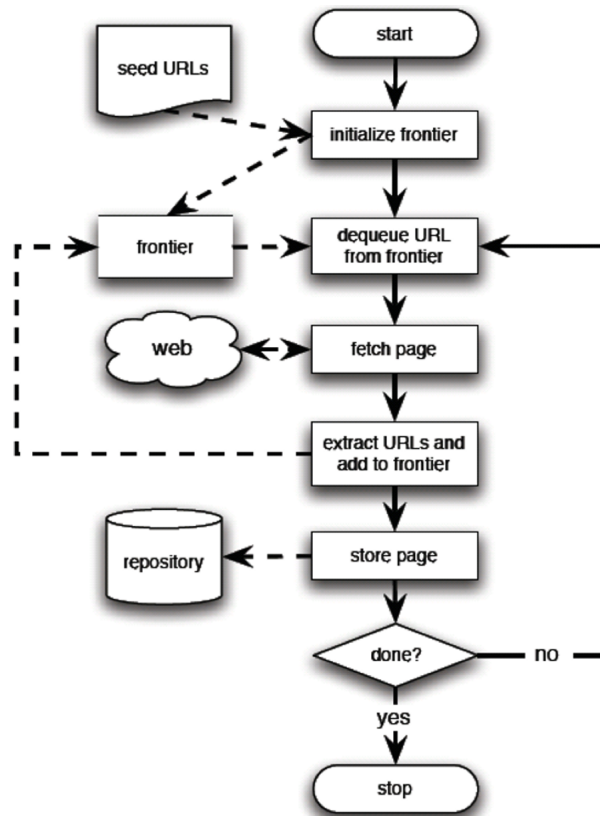 start
seed URLs
initialize frontier
frontier
dequeue URL
from frontier
web
fetch page
extract URLs and
add to frontier
repository
store page
done?
no
yes
stop